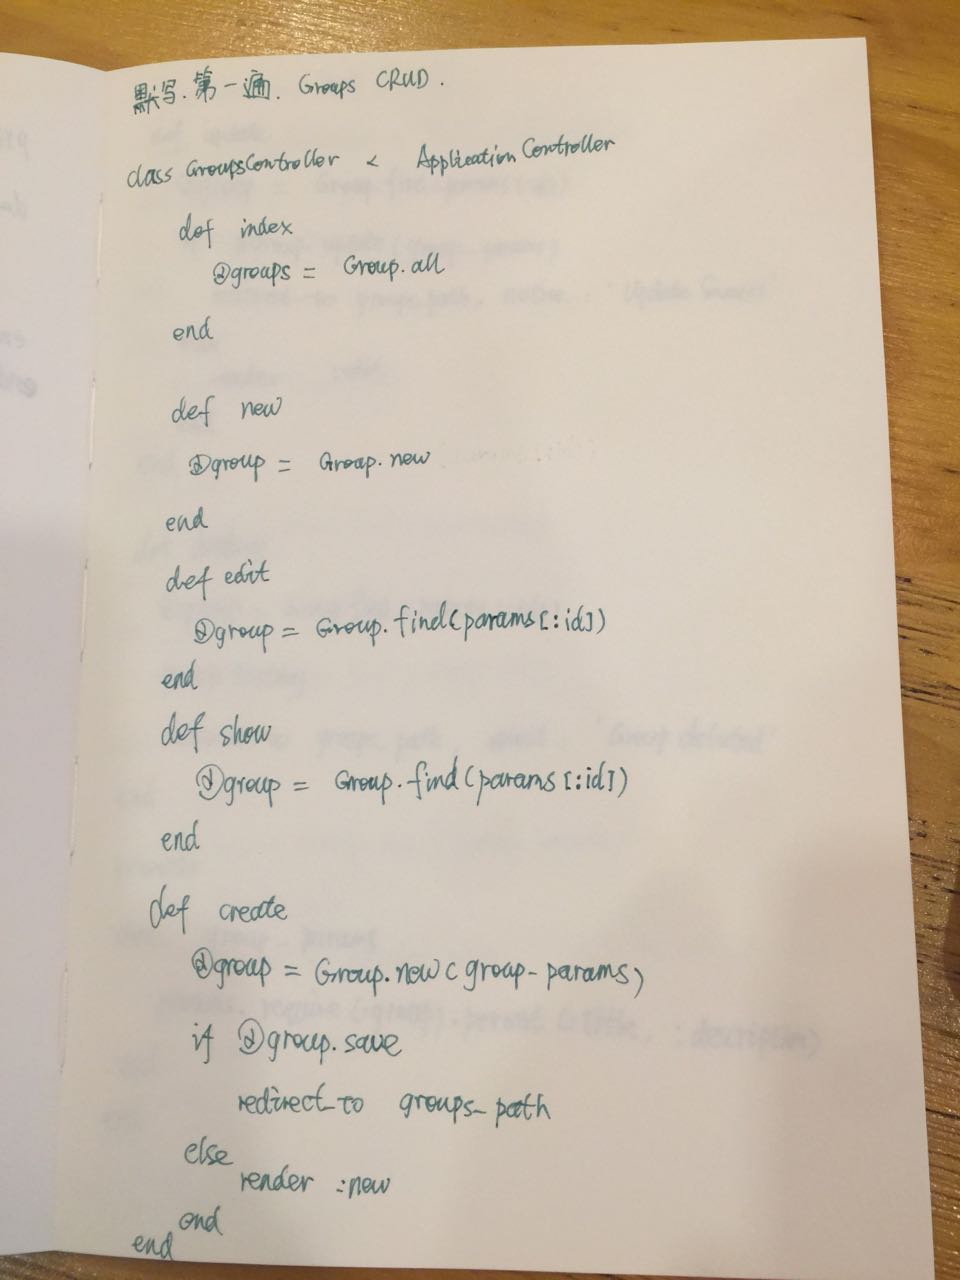 默写.第一遍. Groups CRUD.
class GroupsController < ApplicationController
def index
@groups = Group.all
end
def new
@group = Group.new
end
def edit
@group = Group.find(params[:id])
end
def show
@group = Group.find(params[:id])
end
def create
@group = Group.new(group_params)
if @group.save
redirect_to groups_path
else
render :new
end
end